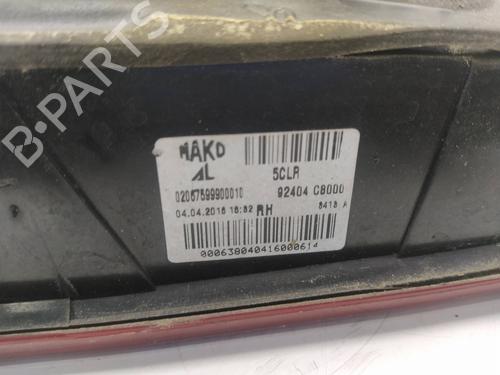 B-PARTS
MAKO
AL
5CLR
02067599900010
92404 C8000
04.04.2016 16:52 RH
8418 A
000638040416000614